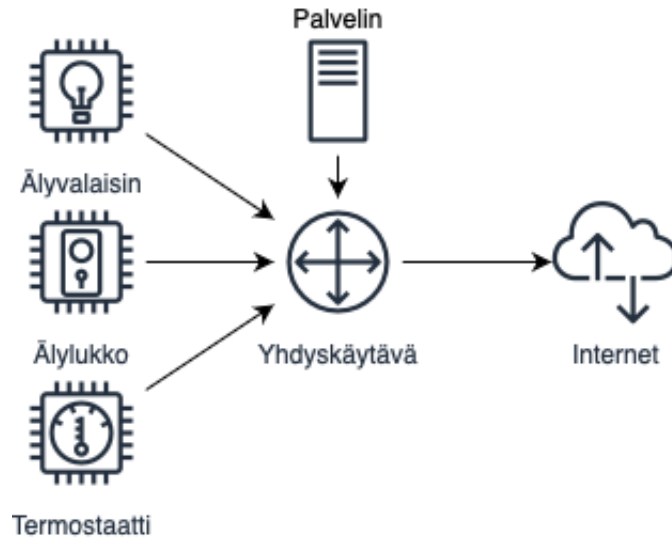 Palvelin
Älyvalaisin
Älylukko
Yhdyskäytävä
Internet
Termostaatti